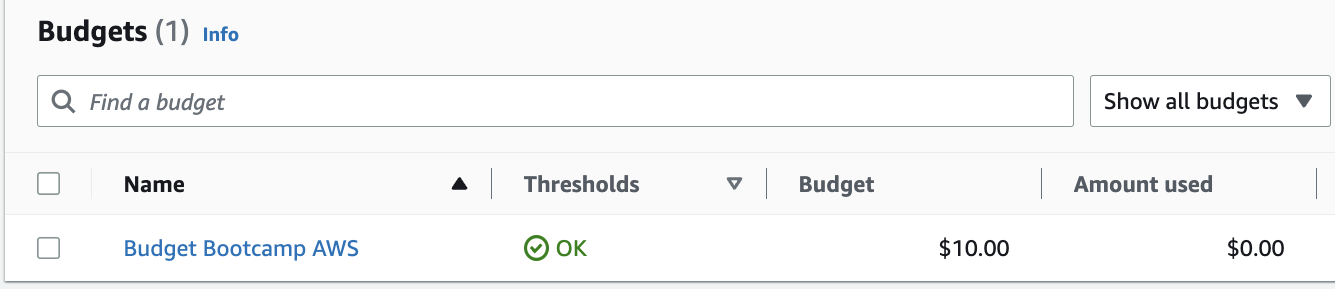 Budgets (1) Info
Find a budget
Show all budgets
Name Thresholds Budget Amount used
Budget Bootcamp AWS OK $10.00 $0.00